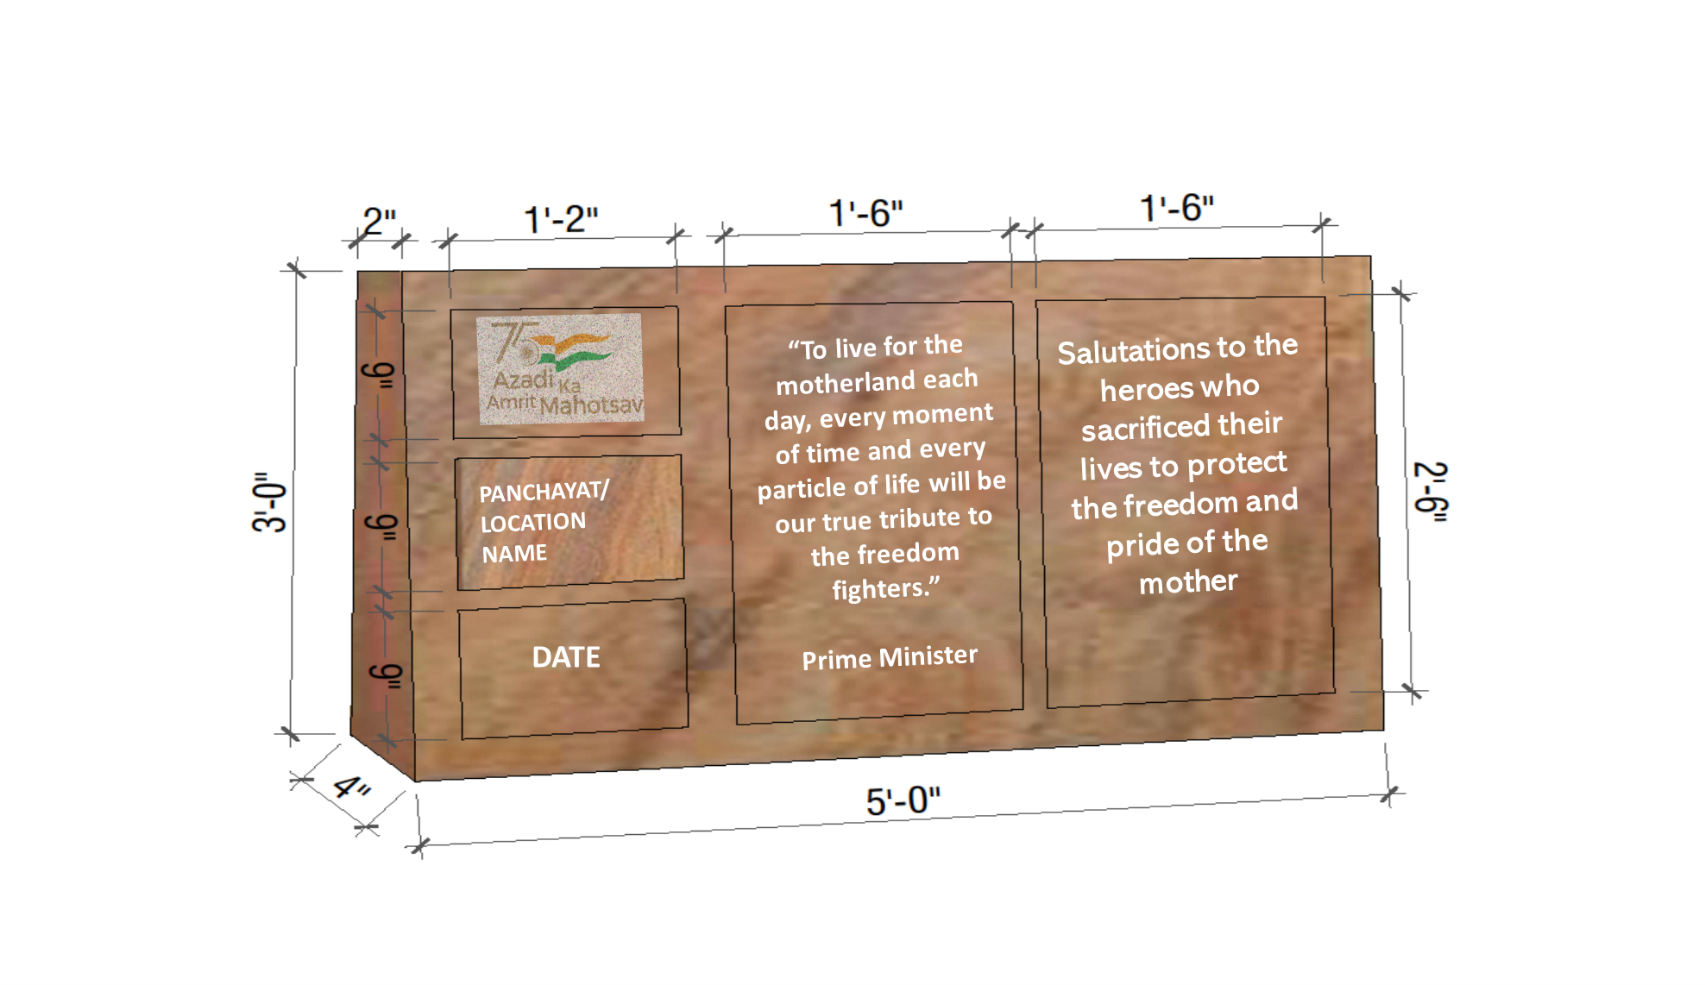 2"
1'-2"
1'-6"
1'-6"
3'-0"
6"
6"
6"
75
Azadi Ka
Amrit Mahotsav
PANCHAYAT/
LOCATION
NAME
DATE
“To live for the
motherland each
day, every moment
of time and every
particle of life will be
our true tribute to
the freedom
fighters.”
Prime Minister
Salutations to the
heroes who
sacrificed their
lives to protect
the freedom and
pride of the
mother
2'-6"
4"
5'-0"